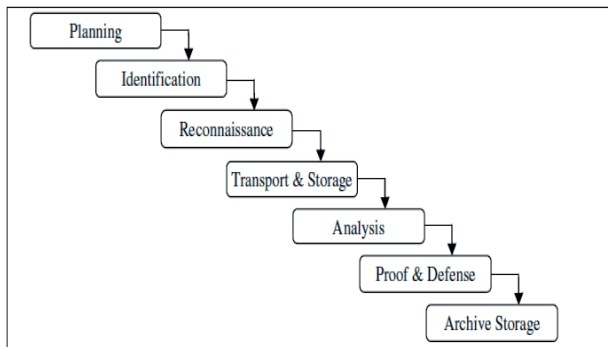 Planning
Identification
Reconnaissance
Transport & Storage
Analysis
Proof & Defense
Archive Storage